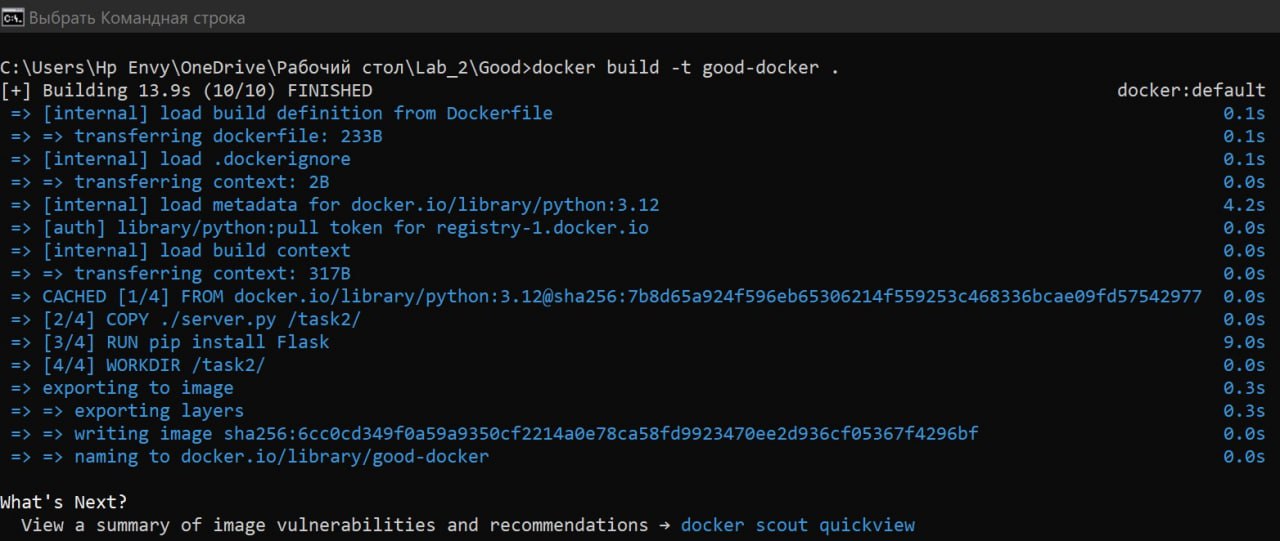 Выбрать Командная строка
C:\Users\Hp Envy\OneDrive\Рабочий стол\Lab_2\Good>docker build -t good-docker .
[+] Building 13.9s (10/10) FINISHED docker:default
=> [internal] load build definition from Dockerfile 0.1s
=> => transferring dockerfile: 233B 0.1s
=> [internal] load .dockerignore 0.1s
=> => transferring context: 2B 0.0s
=> [internal] load metadata for docker.io/library/python:3.12 4.2s
=> [auth] library/python:pull token for registry-1.docker.io 0.0s
=> [internal] load build context 0.0s
=> => transferring context: 317B 0.0s
=> CACHED [1/4] FROM docker.io/library/python:3.12@sha256:7b8d65a924f596eb65306214f559253c468336bcae09fd57542977 0.0s
=> [2/4] COPY ./server.py /task2/ 0.0s
=> [3/4] RUN pip install Flask 9.0s
=> [4/4] WORKDIR /task2/ 0.0s
=> exporting to image 0.3s
=> => exporting layers 0.3s
=> => writing image sha256:6cc0cd349f0a59a9350cf2214a0e78ca58fd9923470ee2d936cf05367f4296bf 0.0s
=> => naming to docker.io/library/good-docker 0.0s
What's Next?
View a summary of image vulnerabilities and recommendations → docker scout quickview